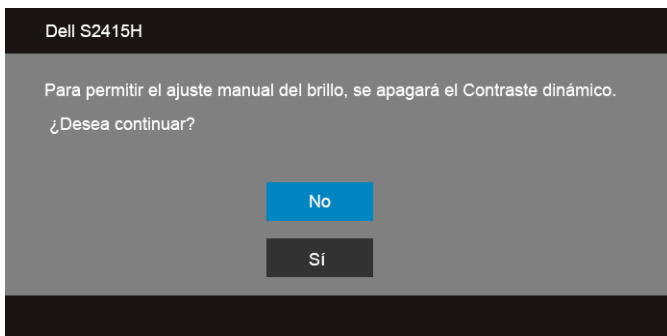 Dell S2415H
Para permitir el ajuste manual del brillo, se apagará el Contraste dinámico.
¿Desea continuar?
No
Sí